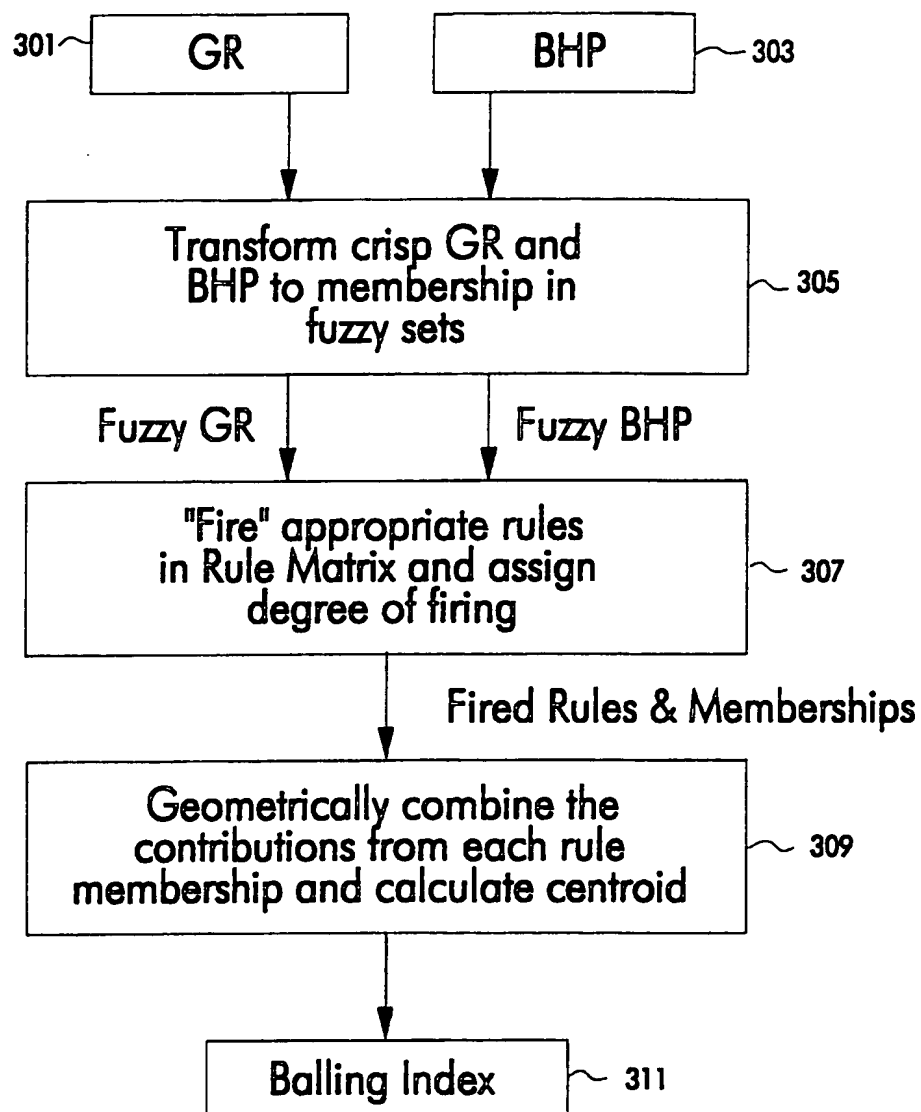 301
GR
BHP
303
Transform crisp GR and
BHP to membership in
fuzzy sets
305
Fuzzy GR
Fuzzy BHP
"Fire" appropriate rules
in Rule Matrix and assign
degree of firing
307
Fired Rules & Memberships
Geometrically combine the
contributions from each rule
membership and calculate centroid
309
Balling Index
311